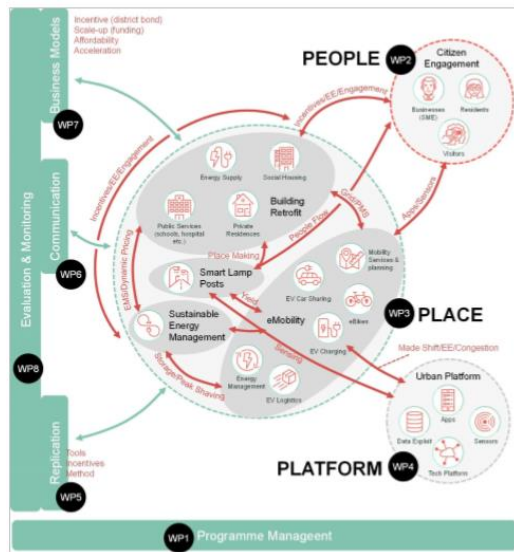 Incentive (district bond)
Scale-up (funding)
Affordability
Acceleration
Business Models
WP7
Communication
WP6
Evaluation & Monitoring
WP8
Replication
WP5
Tools
Incentives
Method
WP1
Programme Manageent
PEOPLE
WP2
Citizen
Engagement
Businesses
(SME)
Residents
Visitors
Incentives/EE/Engagement
Incentives/EE/Engagement
Apps/Sensors
Energy Supply
Social Housing
Building
Retrofit
Public Services
(schools, hospital
etc.)
Private
Residences
Grid/PMS
People Flow
Place Making
EMS/Dynamic Pricing
Smart Lamp
Posts
Mobility
Services &
planning
EV Car Sharing
eBikes
WP3
PLACE
Yield
eMobility
Sustainable
Energy
Management
EV Charging
Sensing
Storage/Peak Shaving
Energy
Management
EV Logistics
Made Shift/EE/Congestion
Urban Platform
Apps
Data Exploit
Sensors
Tech Platform
PLATFORM
WP4